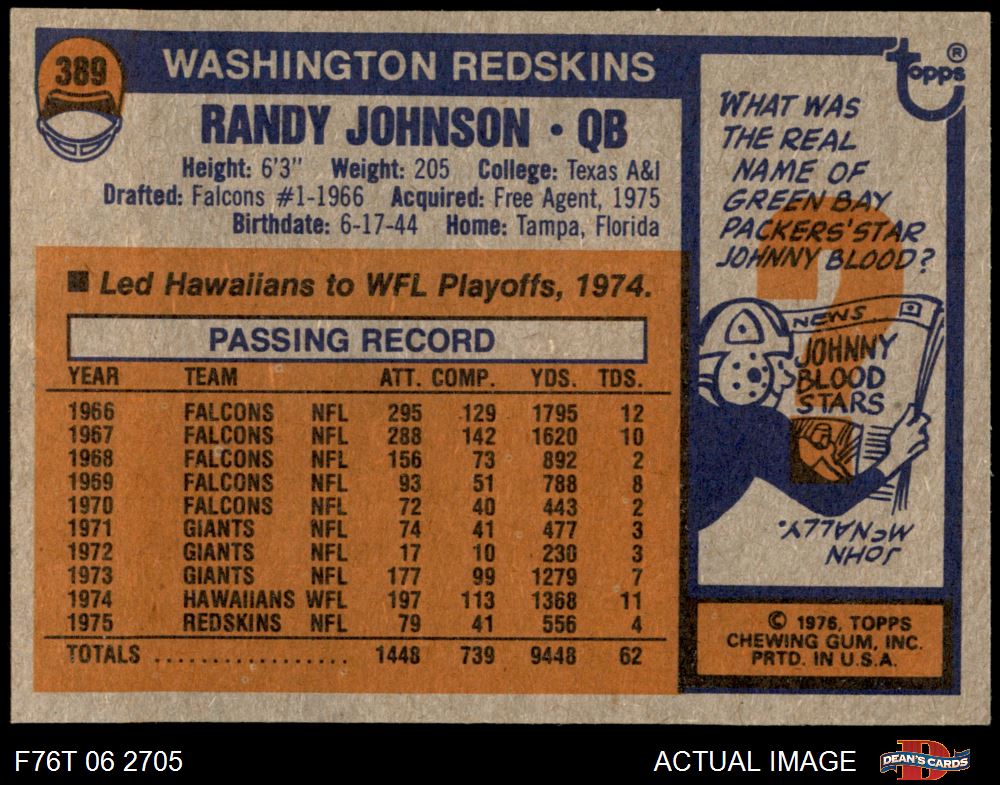 389
WASHINGTON REDSKINS
RANDY JOHNSON • QB
Height: 6'3" Weight: 205 College: Texas A&I
Drafted: Falcons #1-1966 Acquired: Free Agent, 1975
Birthdate: 6-17-44 Home: Tampa, Florida
■ Led Hawaiians to WFL Playoffs, 1974.
PASSING RECORD
YEAR TEAM ATT. COMP. YDS. TDS.
1966 FALCONS NFL 295 129 1795 12
1967 FALCONS NFL 288 142 1620 10
1968 FALCONS NFL 156 73 892 2
1969 FALCONS NFL 93 51 788 8
1970 FALCONS NFL 72 40 443 2
1971 GIANTS NFL 74 41 477 3
1972 GIANTS NFL 17 10 230 3
1973 GIANTS NFL 177 99 1279 7
1974 HAWAIIANS WFL 197 113 1368 11
1975 REDSKINS NFL 79 41 556 4
TOTALS ................. 1448 739 9448 62
topps ®
WHAT WAS
THE REAL
NAME OF
GREEN BAY
PACKERS' STAR
JOHNNY BLOOD?
?
NEWS
JOHNNY
BLOOD
STARS
JOHN
MCNALLY.
© 1976, TOPPS
CHEWING GUM, INC.
PRTD. IN U.S.A.
F76T 06 2705
ACTUAL IMAGE
D
DEAN'S CARDS